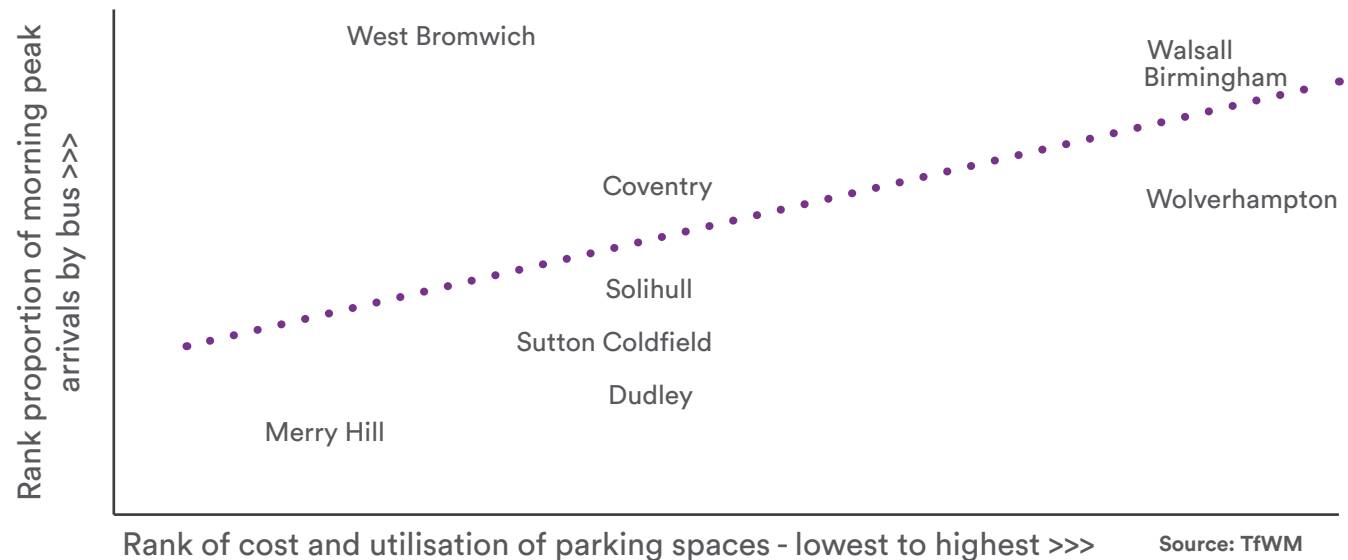 Rank proportion of morning peak
arrivals by bus >>>
West Bromwich
Walsall
Birmingham
Coventry
Wolverhampton
Solihull
Sutton Coldfield
Dudley
Merry Hill
Rank of cost and utilisation of parking spaces - lowest to highest >>>
Source: TfWM